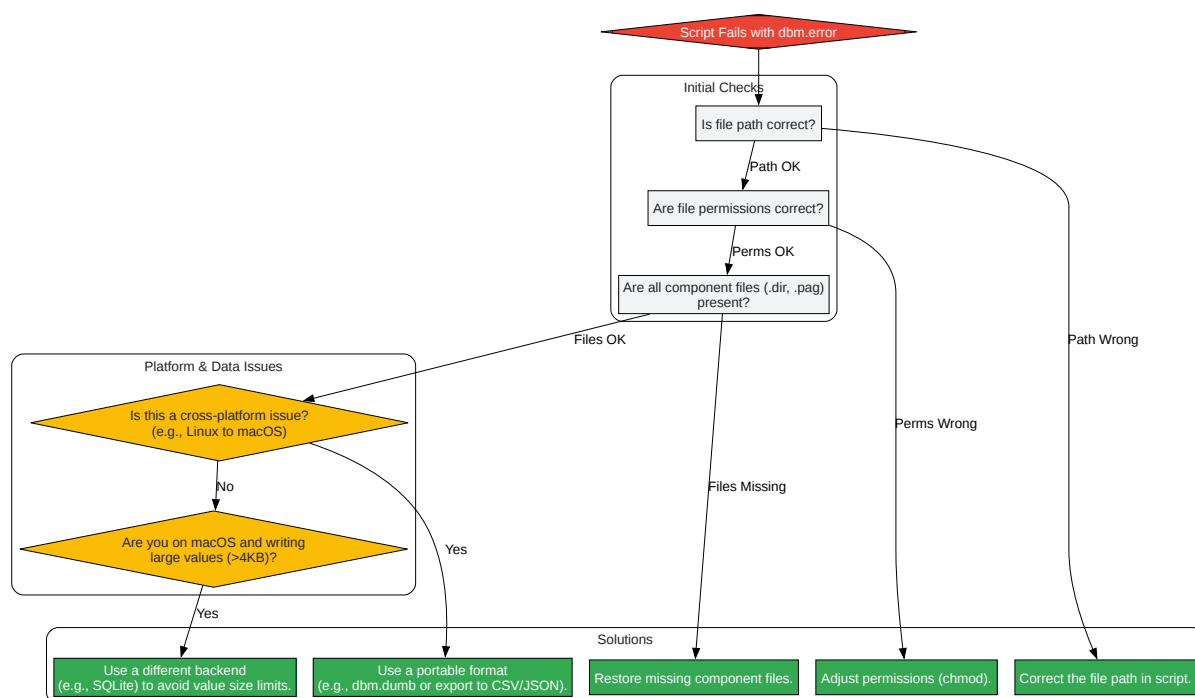 Script Fails with dbm.error
Initial Checks
Is file path correct?
Path OK
Are file permissions correct?
Perms OK
Are all component files (.dir, .pag)
present?
Files OK
Path Wrong
Platform & Data Issues
Is this a cross-platform issue?
(e.g., Linux to macOS)
Perms Wrong
No
Files Missing
Are you on macOS and writing
large values (>4KB)?
Yes
Yes
Solutions
Use a different backend
(e.g., SQLite) to avoid value size limits.
Use a portable format
(e.g., dbm.dumb or export to CSV/JSON).
Restore missing component files.
Adjust permissions (chmod).
Correct the file path in script.